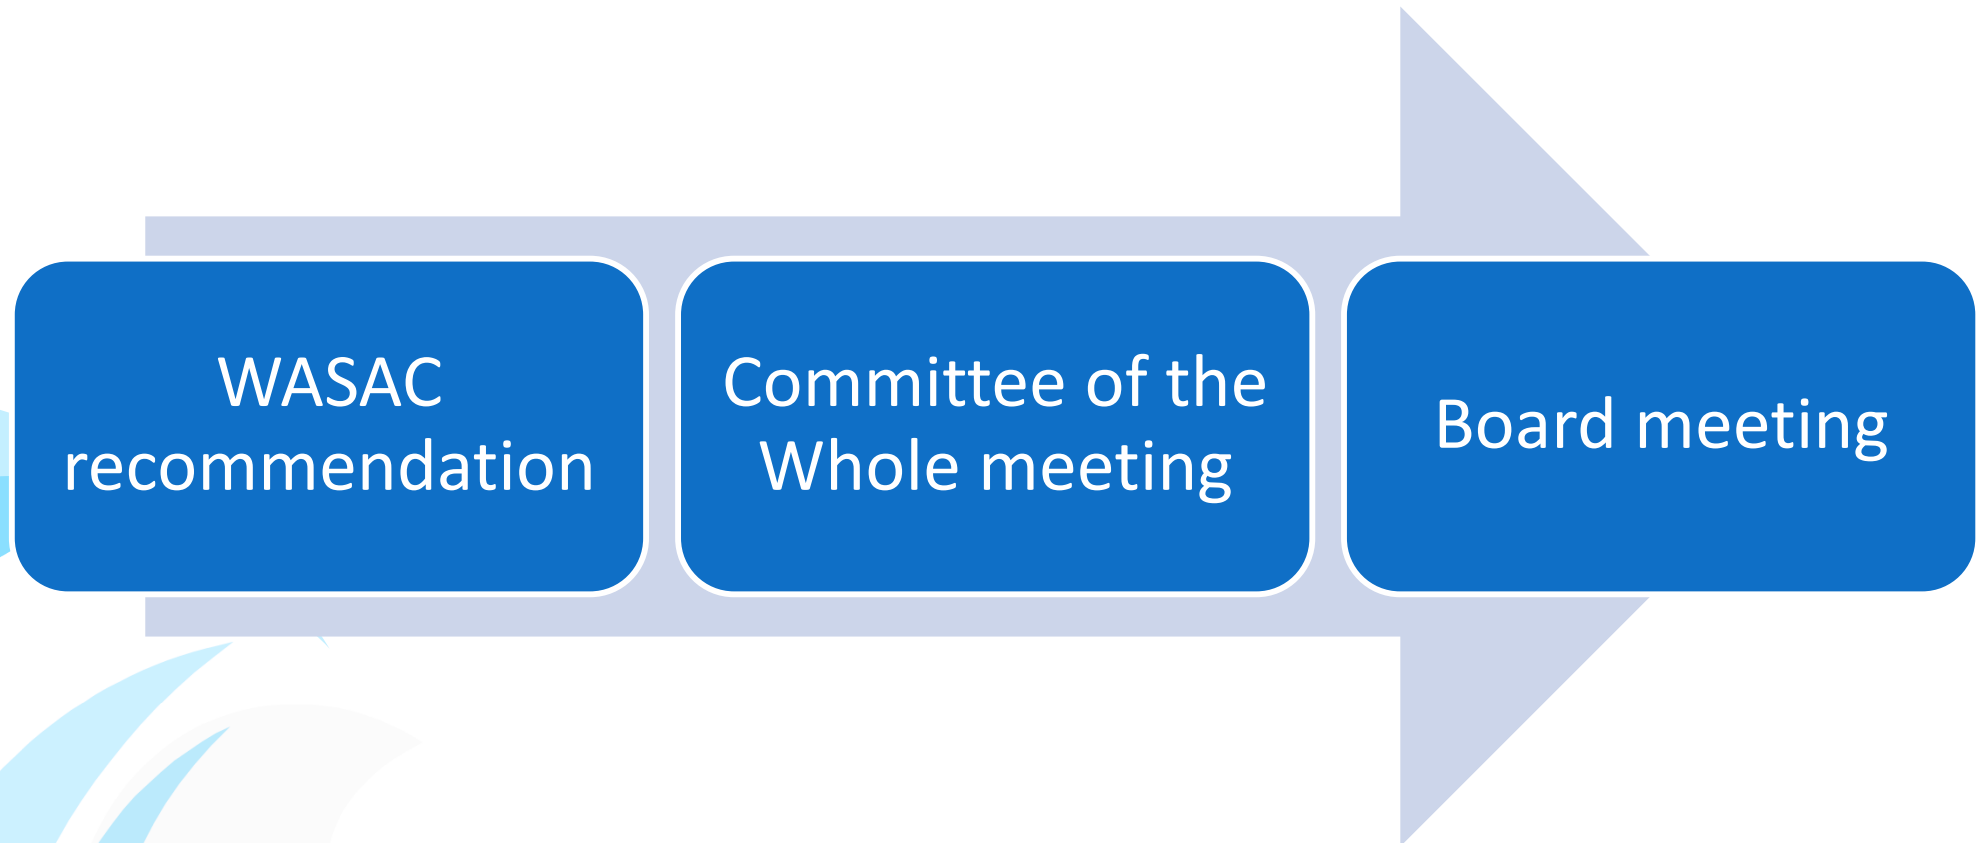 WASAC
recommendation
Committee of the
Whole meeting
Board meeting